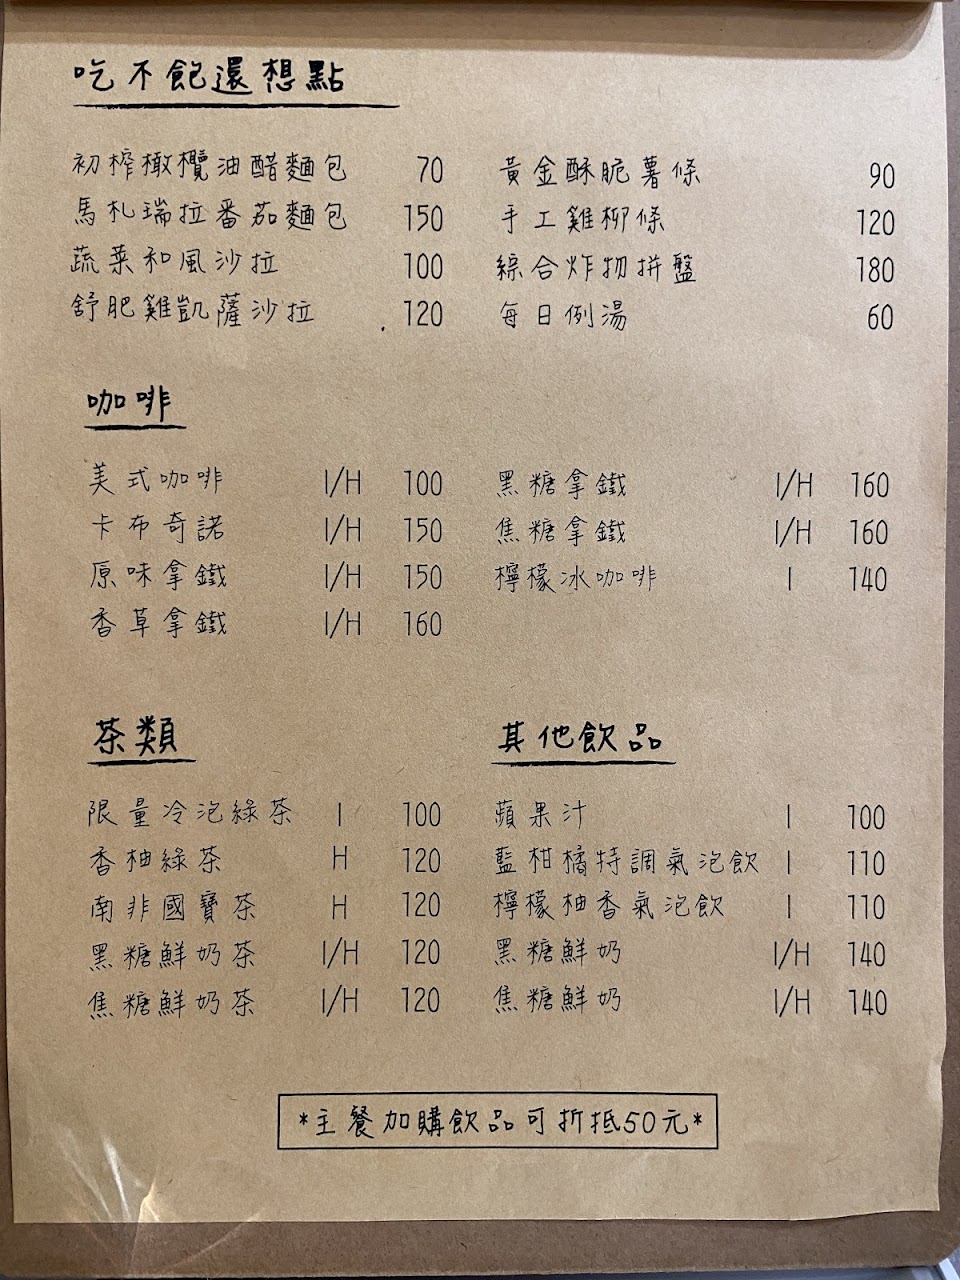 吃不飽還想點
初榨橄欖油醋麵包 70
馬札瑞拉番茄麵包 150
蔬菜和風沙拉 100
舒肥雞凱薩沙拉 120
黃金酥脆薯條 90
手工雞柳條 120
綜合炸物拼盤 180
每日例湯 60
咖啡
美式咖啡 I/H 100
卡布奇諾 I/H 150
原味拿鐵 I/H 150
香草拿鐵 I/H 160
黑糖拿鐵 I/H 160
焦糖拿鐵 I/H 160
檸檬冰咖啡 I 140
茶類
限量冷泡綠茶 I 100
香柚綠茶 H 120
南非國寶茶 H 120
黑糖鮮奶茶 I/H 120
焦糖鮮奶茶 I/H 120
其他飲品
蘋果汁 I 100
藍柑橘特調氣泡飲 I 110
檸檬柚香氣泡飲 I 110
黑糖鮮奶 I/H 140
焦糖鮮奶 I/H 140
*主餐加購飲品可折抵50元*